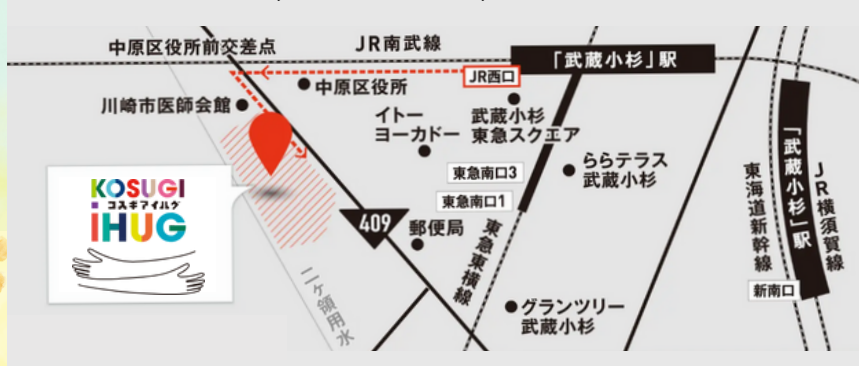 中原区役所前交差点
JR南武線
「武蔵小杉」駅
JR西口
中原区役所
川崎市医師会館
イトー
ヨーカドー
武蔵小杉
東急スクエア
東急南口3
東急南口1
ららテラス
武蔵小杉
KOSUGI
コスギアイハグ
iHUG
409
郵便局
東急東横線
二ヶ領用水
グランツリー
武蔵小杉
東海道新幹線
「武蔵小杉」駅
JR横須賀線
新南口